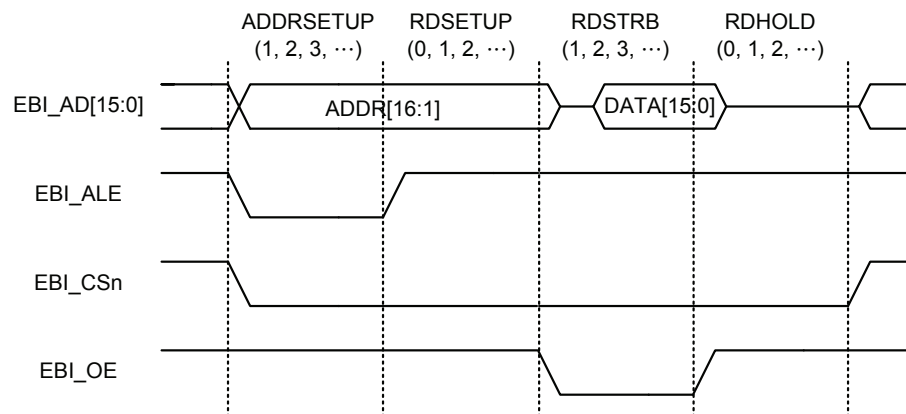 ADDRSETUP RDSETUP RDSTRB RDHOLD
(1, 2, 3, ⋯) (0, 1, 2, ⋯) (1, 2, 3, ⋯) (0, 1, 2, ⋯)
EBI_AD[15:0] ADDR[16:1] DATA[15:0]
EBI_ALE
EBI_CSn
EBI_OE